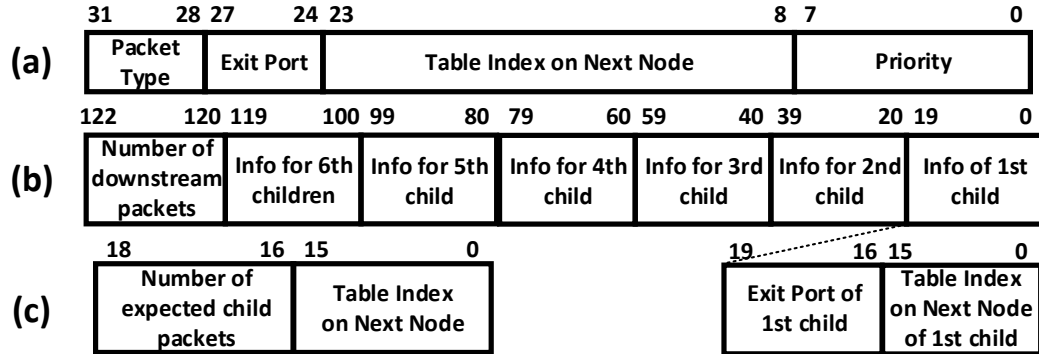 31 28 27 24 23 8 7 0
(a)
Packet Type
Exit Port
Table Index on Next Node
Priority
122 120 119 100 99 80 79 60 59 40 39 20 19 0
(b)
Number of
downstream
packets
Info for 6th
children
Info for 5th
child
Info for 4th
child
Info for 3rd
child
Info for 2nd
child
Info of 1st
child
18 16 15 0
19 16 15 0
(c)
Number of
expected child
packets
Table Index
on Next Node
Exit Port of
1st child
Table Index
on Next Node
of 1st child